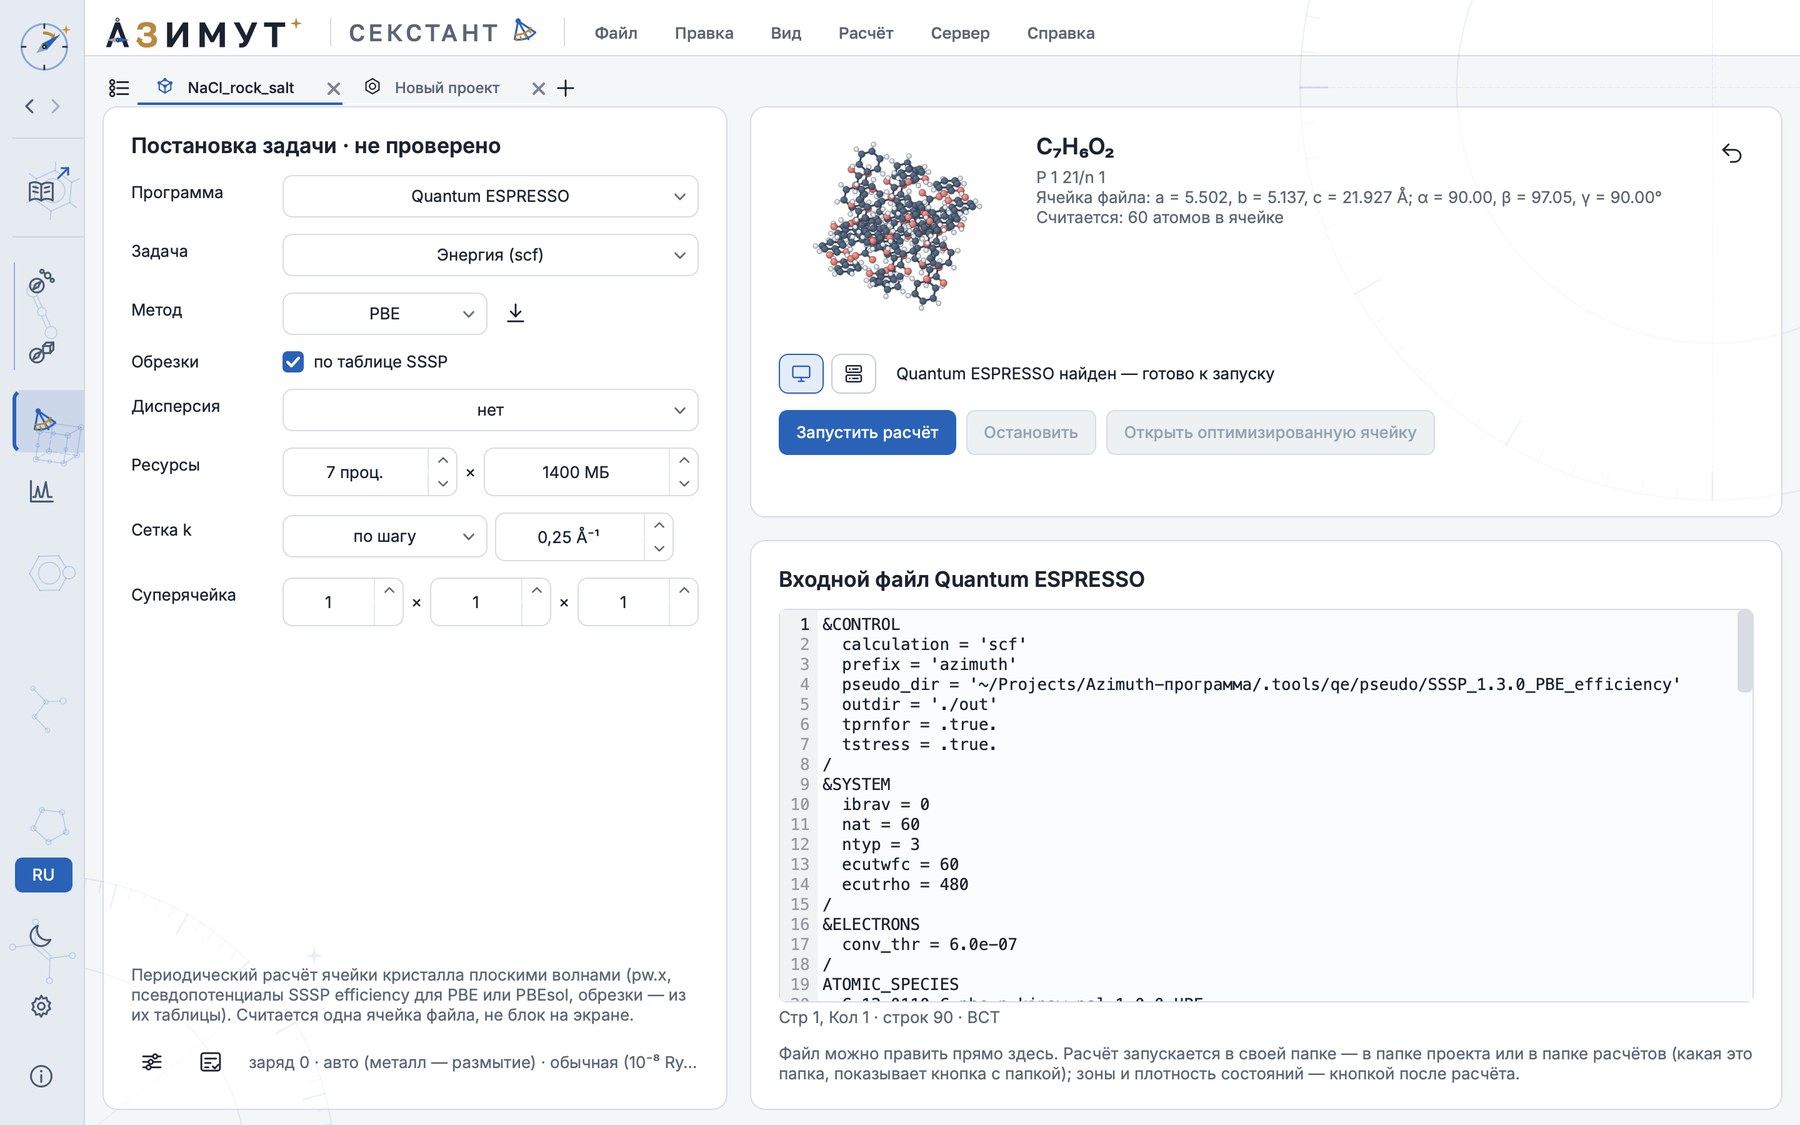 АЗИМУТ
СЕКСТАНТ
Файл Правка Вид Расчёт Сервер Справка
NaCl_rock_salt Новый проект
Постановка задачи · не проверено
Программа Quantum ESPRESSO
Задача Энергия (scf)
Метод PBE
Обрезки по таблице SSSP
Дисперсия нет
Ресурсы 7 проц. × 1400 МБ
Сетка k по шагу 0,25 Å⁻¹
Суперячейка 1 × 1 × 1
Периодический расчёт ячейки кристалла плоскими волнами (pw.x,
псевдопотенциалы SSSP efficiency для PBE или PBEsol, обрезки — из
их таблицы). Считается одна ячейка файла, не блок на экране.
заряд 0 · авто (металл — размытие) · обычная (10⁻⁸ Ry...
RU
C₇H₆O₂
P 1 21/n 1
Ячейка файла: a = 5.502, b = 5.137, c = 21.927 Å; α = 90.00, β = 97.05, γ = 90.00°
Считается: 60 атомов в ячейке
Quantum ESPRESSO найден — готово к запуску
Запустить расчёт Остановить Открыть оптимизированную ячейку
Входной файл Quantum ESPRESSO
1 &CONTROL
2 calculation = 'scf'
3 prefix = 'azimuth'
4 pseudo_dir = '~/Projects/Azimuth-программа/.tools/qe/pseudo/SSSP_1.3.0_PBE_efficiency'
5 outdir = './out'
6 tprnfor = .true.
7 tstress = .true.
8 /
9 &SYSTEM
10 ibrav = 0
11 nat = 60
12 ntyp = 3
13 ecutwfc = 60
14 ecutrho = 480
15 /
16 &ELECTRONS
17 conv_thr = 6.0e-07
18 /
19 ATOMIC_SPECIES
Стр 1, Кол 1 · строк 90 · ВСТ
Файл можно править прямо здесь. Расчёт запускается в своей папке — в папке проекта или в папке расчётов (какая это
папка, показывает кнопка с папкой); зоны и плотность состояний — кнопкой после расчёта.